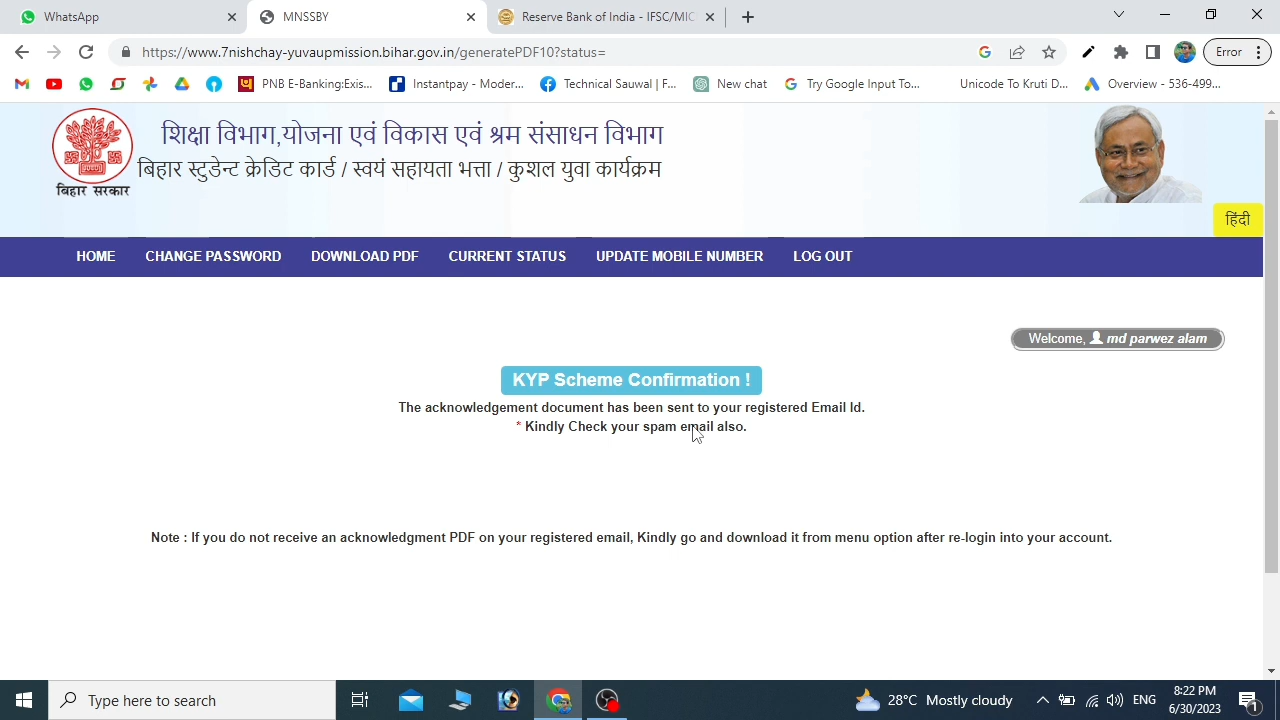 WhatsApp
MNSSBY
Reserve Bank of India - IFSC/MIC
https://www.7nishchay-yuvaupmission.bihar.gov.in/generatePDF10?status=
Error
PNB E-Banking:Exis...
Instantpay - Moder...
Technical Sauwal | F...
New chat
Try Google Input To...
Unicode To Kruti D...
Overview - 536-499...
शिक्षा विभाग,योजना एवं विकास एवं श्रम संसाधन विभाग
बिहार स्टुडेन्ट क्रेडिट कार्ड / स्वयं सहायता भत्ता / कुशल युवा कार्यक्रम
बिहार सरकार
हिंदी
HOME CHANGE PASSWORD DOWNLOAD PDF CURRENT STATUS UPDATE MOBILE NUMBER LOG OUT
Welcome, md parwez alam
KYP Scheme Confirmation !
The acknowledgement document has been sent to your registered Email Id.
* Kindly Check your spam email also.
Note : If you do not receive an acknowledgment PDF on your registered email, Kindly go and download it from menu option after re-login into your account.
Type here to search
28°C Mostly cloudy
ENG
8:22 PM
6/30/2023
1